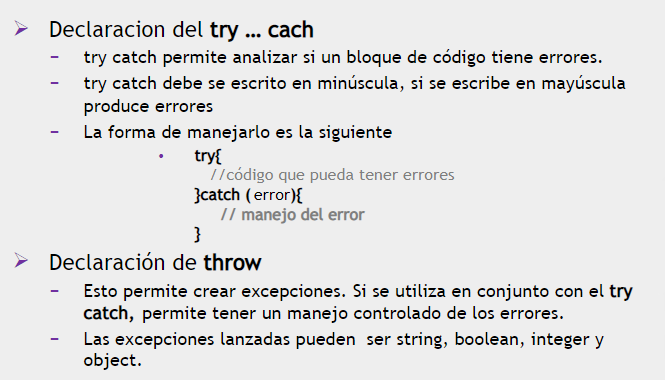 Declaracion del try … cach
try catch permite analizar si un bloque de código tiene errores.
try catch debe se escrito en minúscula, si se escribe en mayúscula
produce errores
La forma de manejarlo es la siguiente
try{
//código que pueda tener errores
}catch (error){
// manejo del error
}
Declaración de throw
Esto permite crear excepciones. Si se utiliza en conjunto con el try
catch, permite tener un manejo controlado de los errores.
Las excepciones lanzadas pueden ser string, boolean, integer y
object.